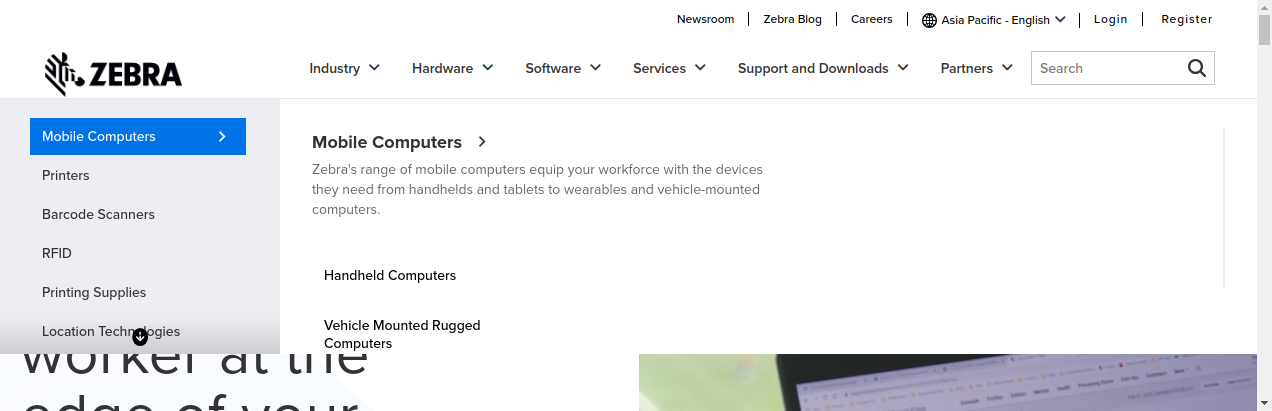 Newsroom
Zebra Blog
Careers
Asia Pacific - English
Login
Register
ZEBRA
Industry
Hardware
Software
Services
Support and Downloads
Partners
Search
Mobile Computers
Printers
Barcode Scanners
RFID
Printing Supplies
Location Technologies
Mobile Computers
Zebra's range of mobile computers equip your workforce with the devices
they need from handhelds and tablets to wearables and vehicle-mounted
computers.
Handheld Computers
Vehicle Mounted Rugged
Computers
worker at the
edge of your